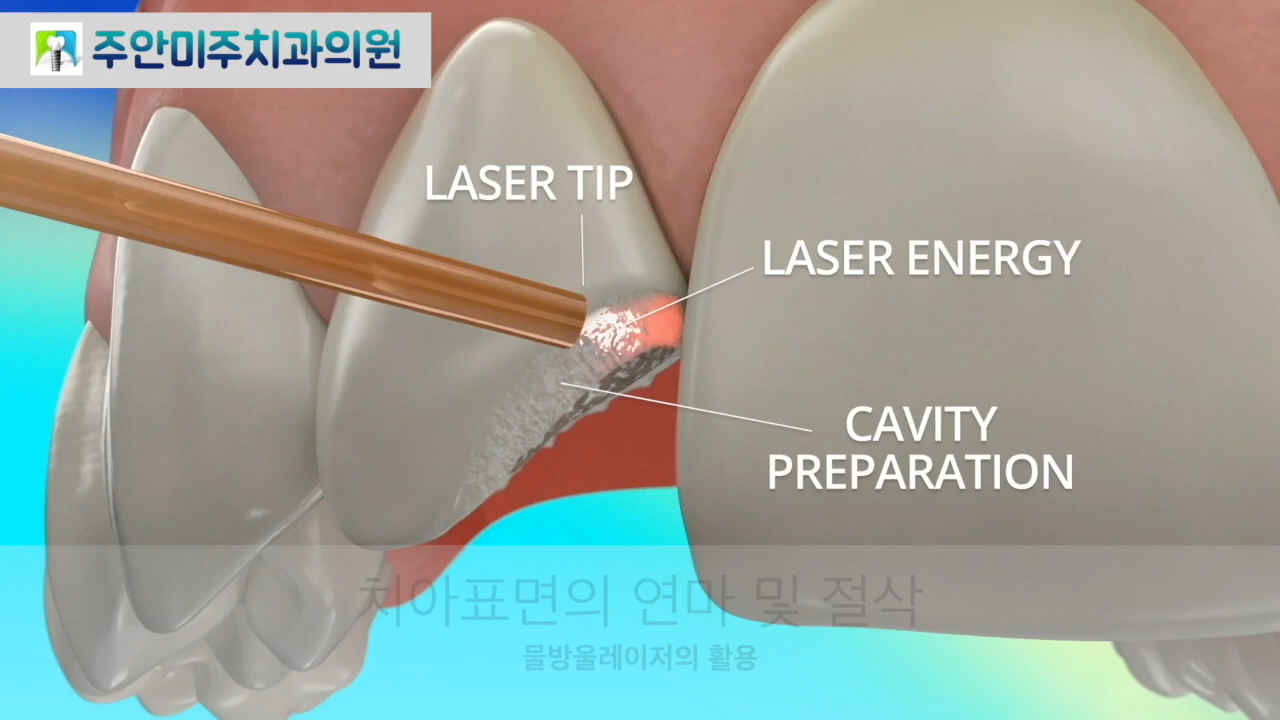 주안미주치과의원
LASER TIP
LASER ENERGY
CAVITY
PREPARATION
치아표면의 연마 및 절삭
물방울레이저의 활용